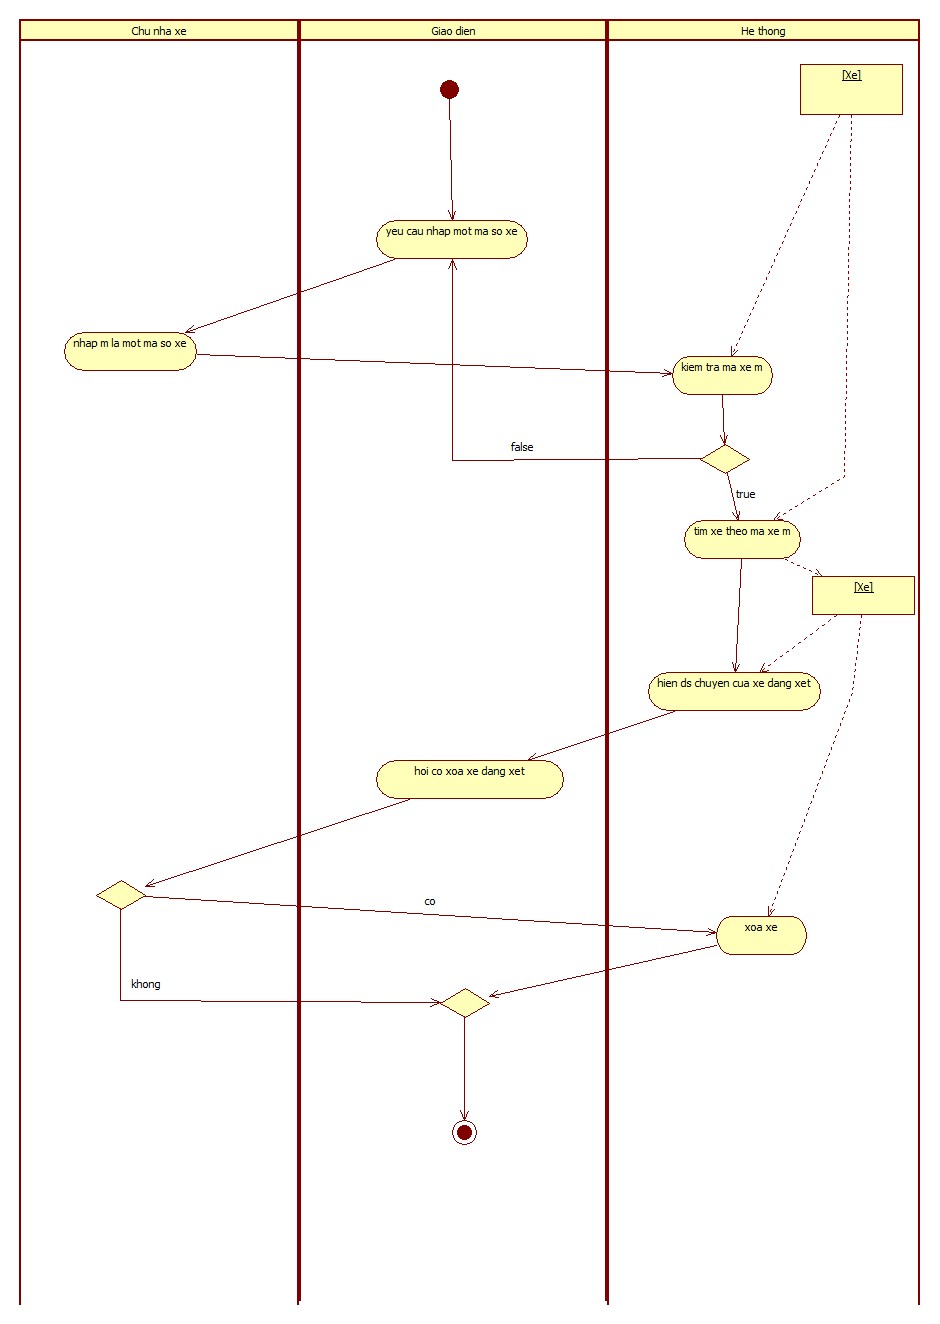 Chu nha xe
Giao dien
He thong
[Xe]
yeu cau nhap mot ma so xe
nhap m la mot ma so xe
kiem tra ma xe m
false
true
tim xe theo ma xe m
[Xe]
hien ds chuyen cua xe dang xet
hoi co xoa xe dang xet
co
xoa xe
khong